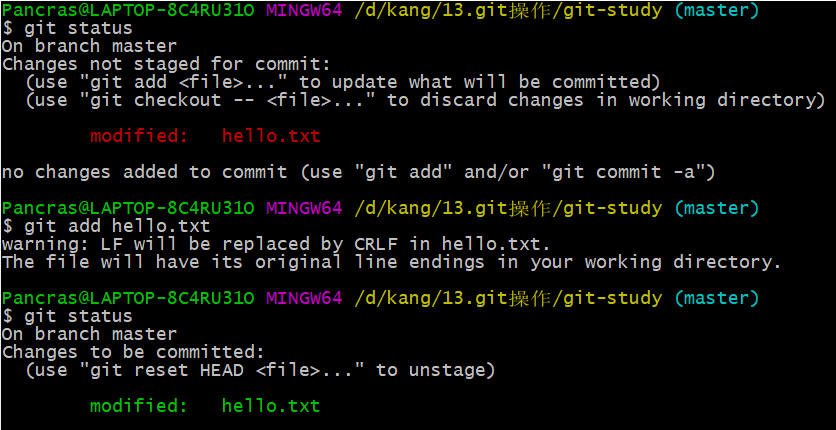 Pancras@LAPTOP-8C4RU31O MINGW64 /d/kang/13.git操作/git-study (master)
$ git status
On branch master
Changes not staged for commit:
  (use "git add <file>..." to update what will be committed)
  (use "git checkout -- <file>..." to discard changes in working directory)
        modified:   hello.txt
no changes added to commit (use "git add" and/or "git commit -a")
Pancras@LAPTOP-8C4RU31O MINGW64 /d/kang/13.git操作/git-study (master)
$ git add hello.txt
warning: LF will be replaced by CRLF in hello.txt.
The file will have its original line endings in your working directory.
Pancras@LAPTOP-8C4RU31O MINGW64 /d/kang/13.git操作/git-study (master)
$ git status
On branch master
Changes to be committed:
  (use "git reset HEAD <file>..." to unstage)
        modified:   hello.txt